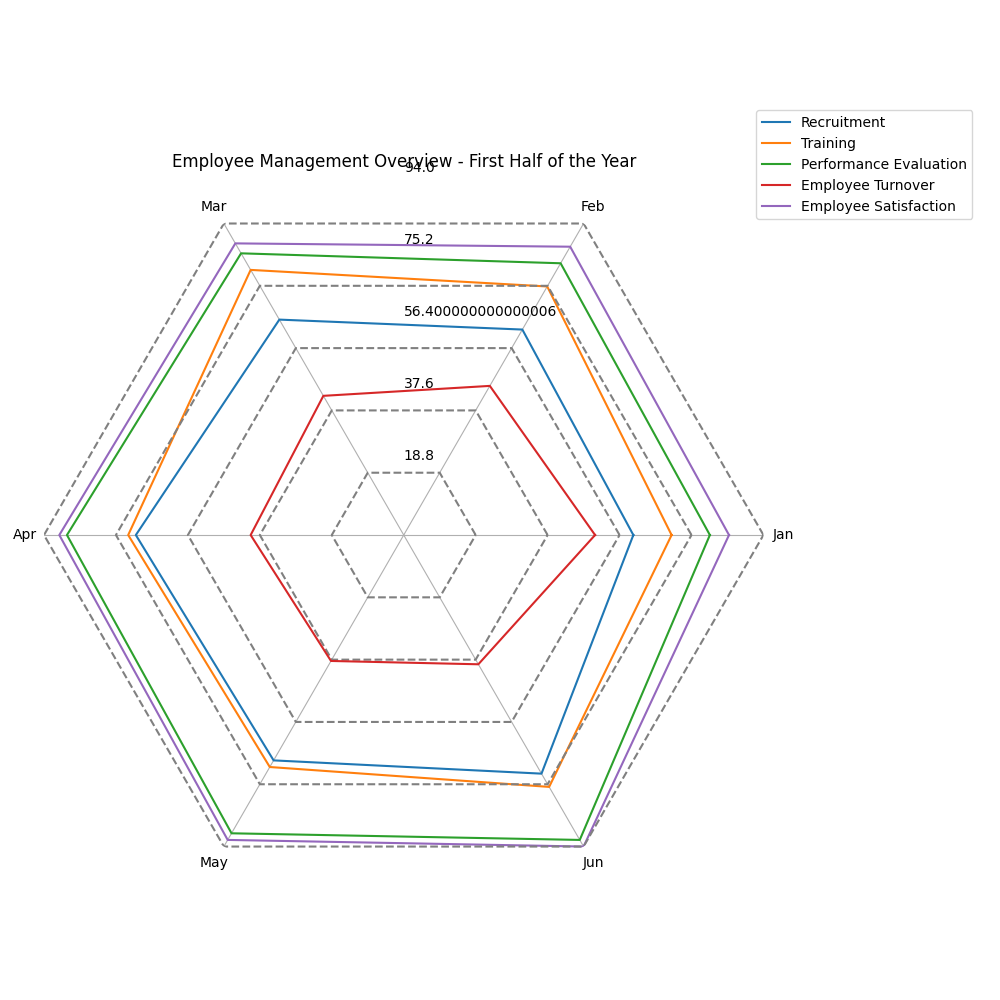 Recruitment
Training
Performance Evaluation
Employee Turnover
Employee Satisfaction
Employee Management Overview - First Half of the Year
94.0
Mar
Feb
75.2
56.400000000000006
37.6
18.8
Apr
Jan
May
Jun